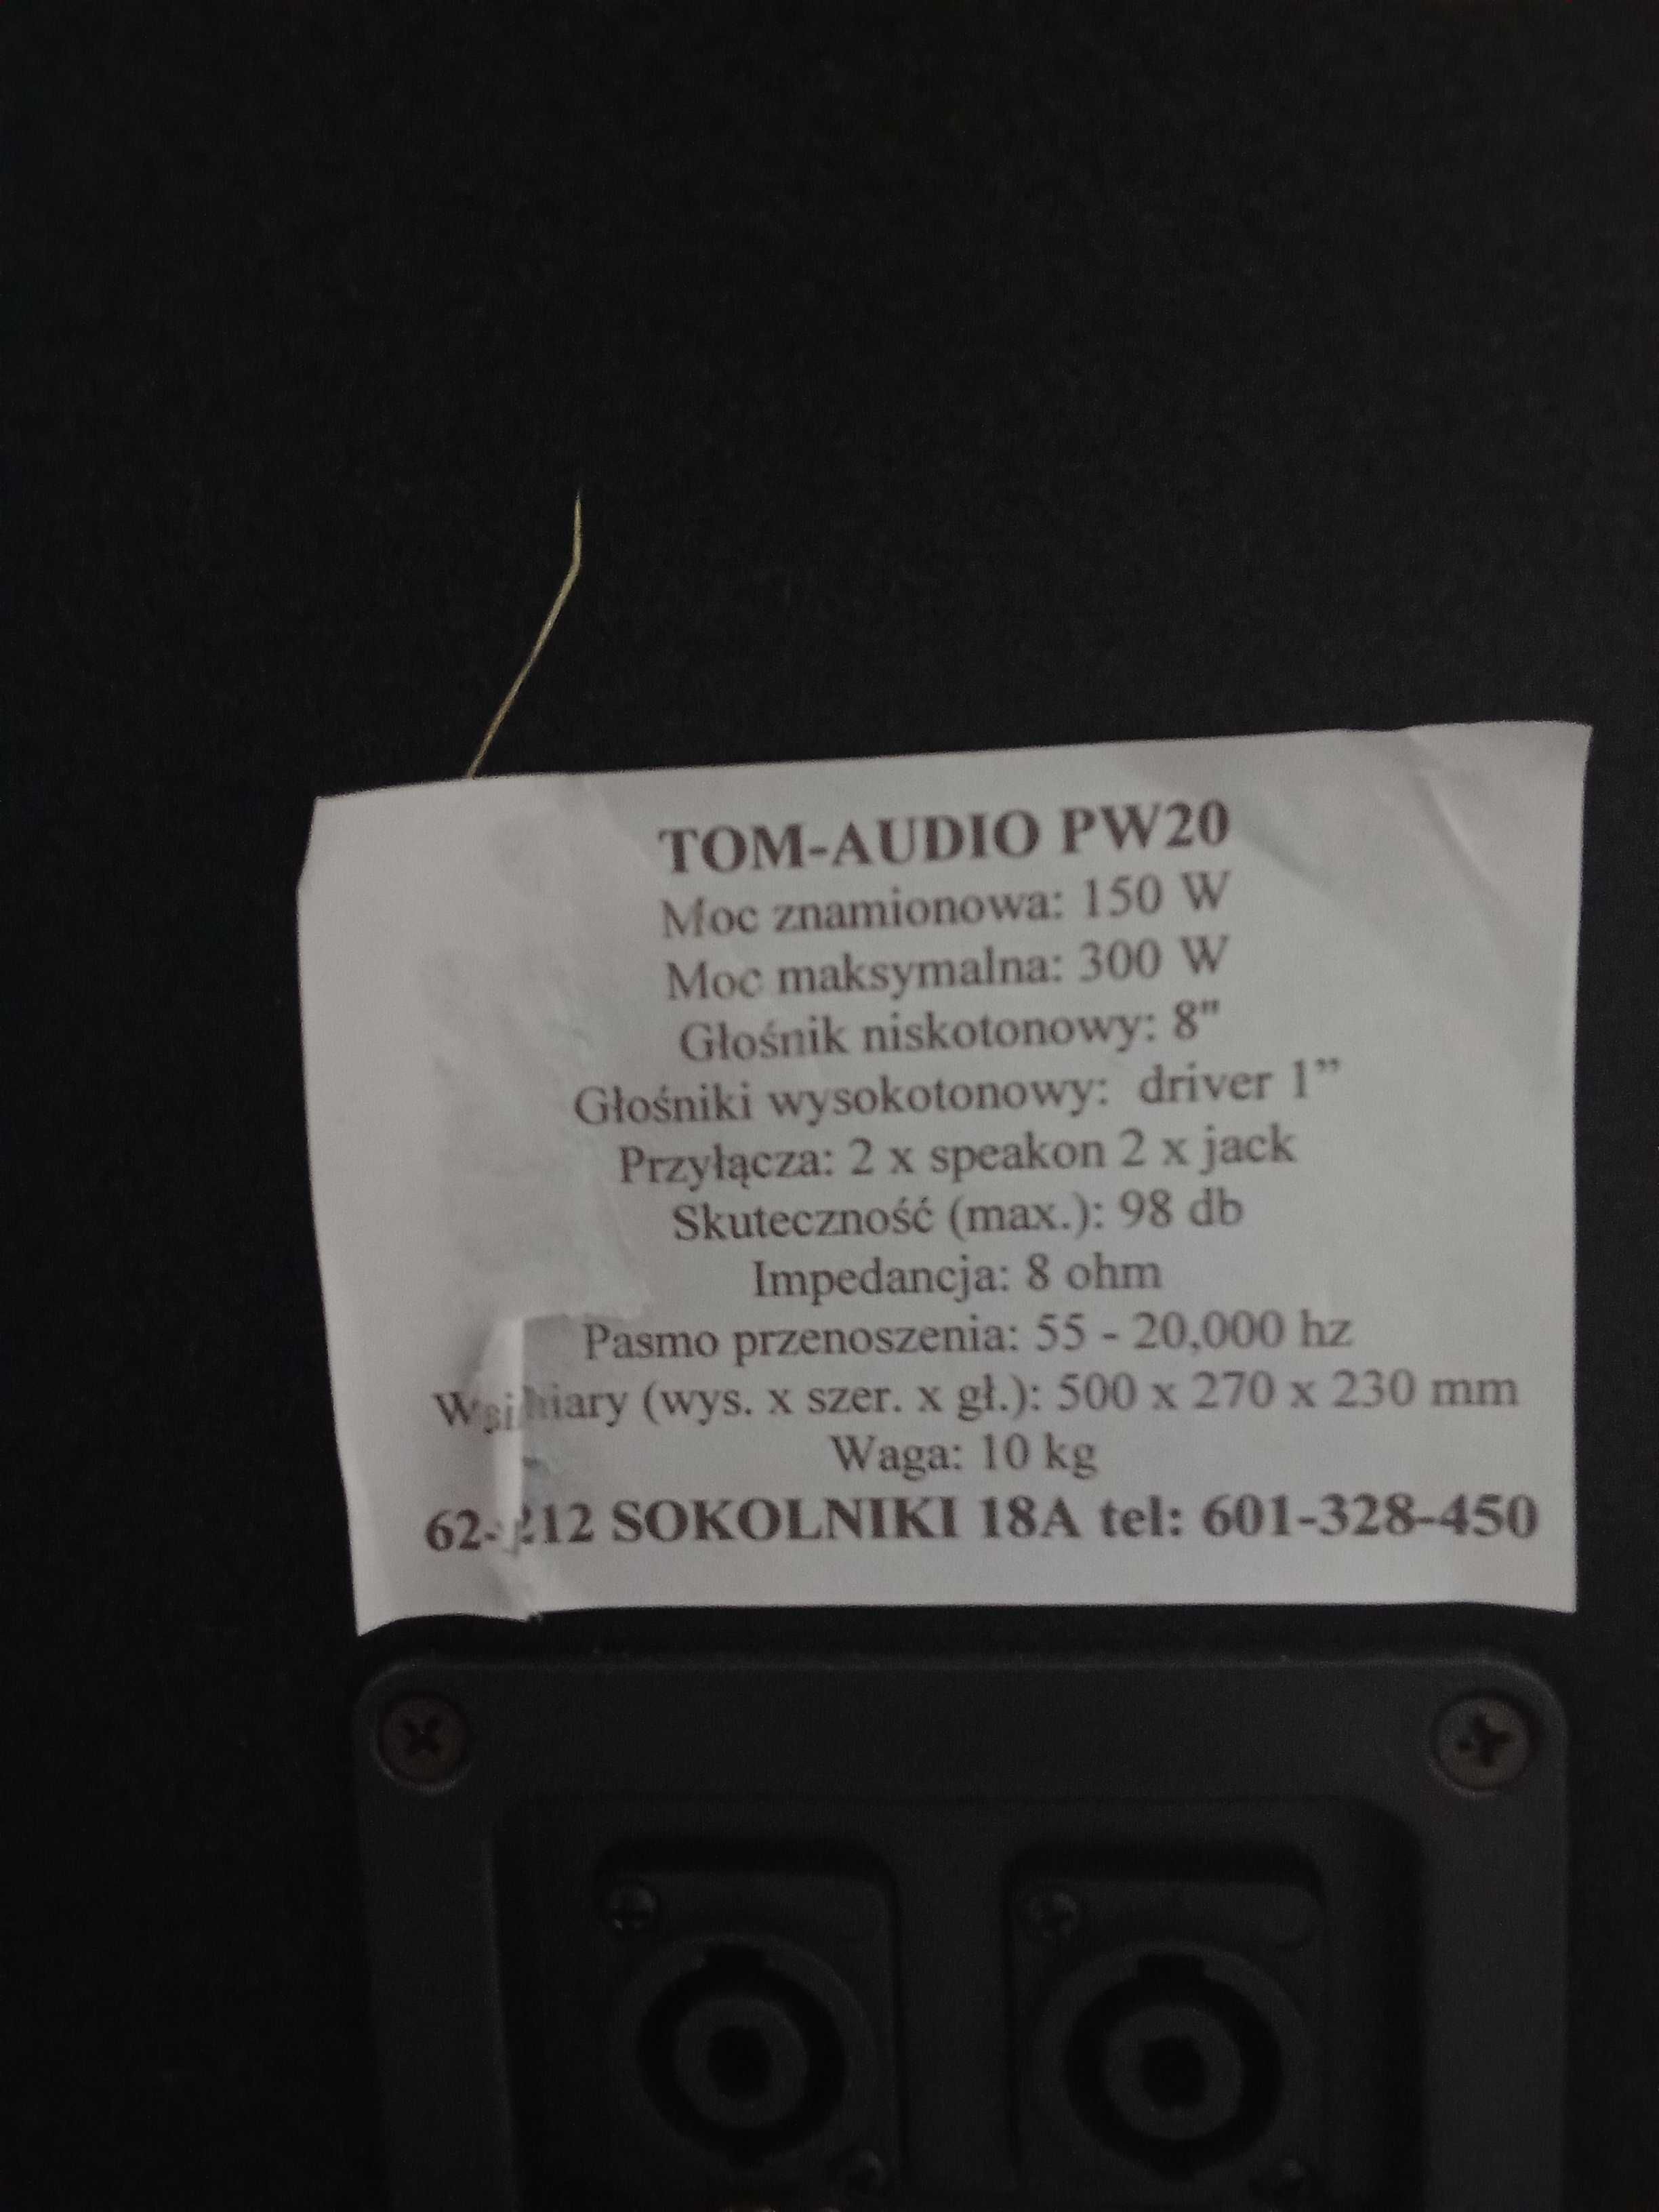 TOM-AUDIO PW20
Moc znamionowa: 150 W
Moc maksymalna: 300 W
Głośnik niskotonowy: 8"
Głośniki wysokotonowy: driver 1”
Przyłącza: 2 x speakon 2 x jack
Skuteczność (max.): 98 db
Impedancja: 8 ohm
Pasmo przenoszenia: 55 - 20,000 hz
(wys. x szer. x gł.): 500 x 270 x 230 mm
Waga: 10 kg
62-212 SOKOLNIKI 18A tel: 601-328-450